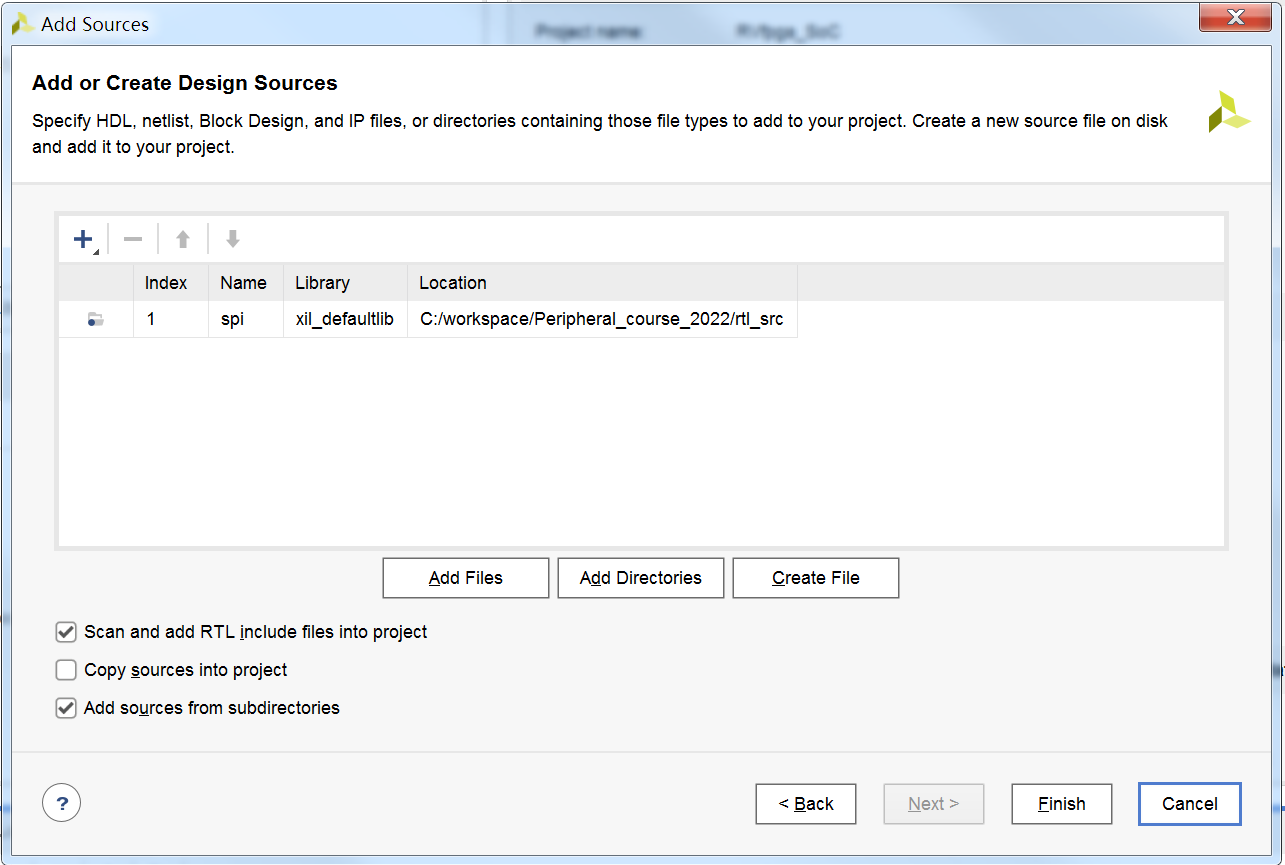 Add Sources
Project name: RVfpga_SoC
Add or Create Design Sources
Specify HDL, netlist, Block Design, and IP files, or directories containing those file types to add to your project. Create a new source file on disk
and add it to your project.
Index Name Library Location
1 spi xil_defaultlib C:/workspace/Peripheral_course_2022/rtl_src
Add Files Add Directories Create File
Scan and add RTL include files into project
Copy sources into project
Add sources from subdirectories
? < Back Next > Finish Cancel